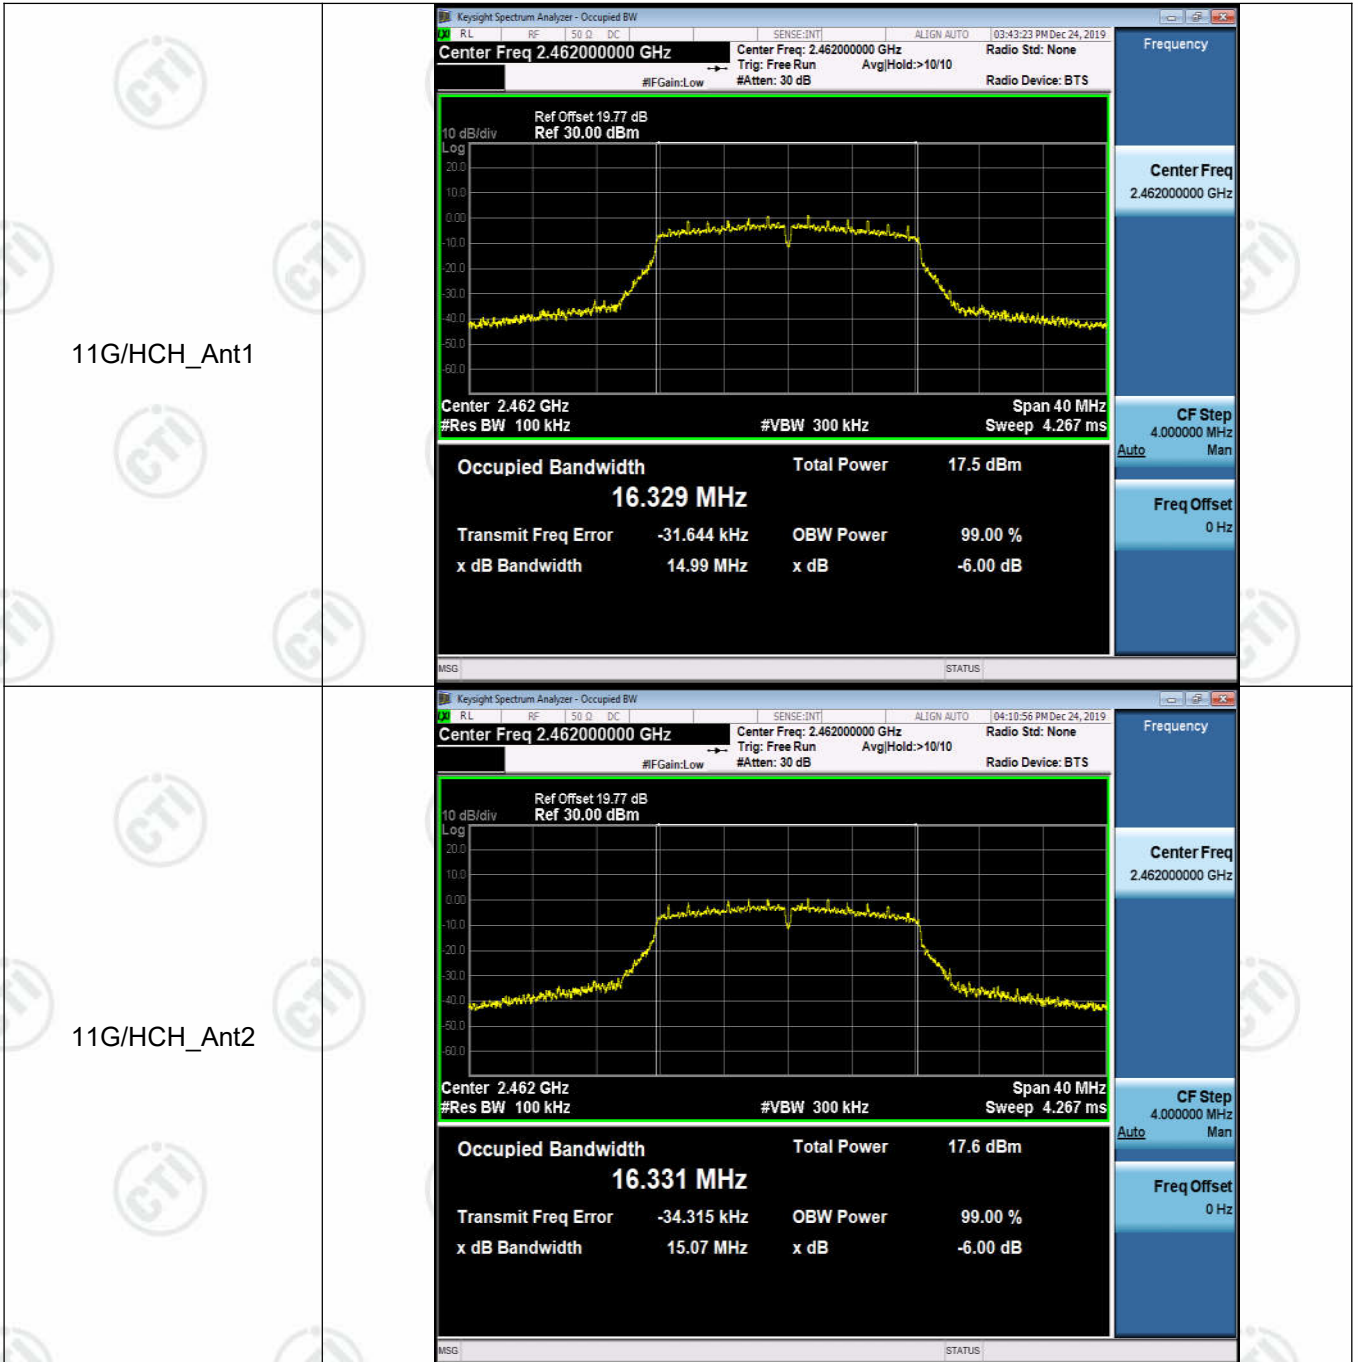 11G/HCH_Ant1
Keysight Spectrum Analyzer - Occupied BW
RL RF 50 Ω DC SENSE:INT ALIGN AUTO 03:43:23 PM Dec 24, 2019
Center Freq 2.462000000 GHz
Center Freq: 2.462000000 GHz Radio Std: None
Trig: Free Run Avg|Hold:>10/10
#IFGain:Low #Atten: 30 dB Radio Device: BTS
Ref Offset 19.77 dB
10 dB/div Ref 30.00 dBm
Log
20.0
10.0
0.00
-10.0
-20.0
-30.0
-40.0
-50.0
-60.0
Center 2.462 GHz Span 40 MHz
#Res BW 100 kHz #VBW 300 kHz Sweep 4.267 ms
Occupied Bandwidth Total Power 17.5 dBm
16.329 MHz
Transmit Freq Error -31.644 kHz OBW Power 99.00 %
x dB Bandwidth 14.99 MHz x dB -6.00 dB
MSG STATUS
Frequency
Center Freq
2.462000000 GHz
CF Step
4.000000 MHz
Auto Man
Freq Offset
0 Hz
11G/HCH_Ant2
Keysight Spectrum Analyzer - Occupied BW
RL RF 50 Ω DC SENSE:INT ALIGN AUTO 04:10:56 PM Dec 24, 2019
Center Freq 2.462000000 GHz
Center Freq: 2.462000000 GHz Radio Std: None
Trig: Free Run Avg|Hold:>10/10
#IFGain:Low #Atten: 30 dB Radio Device: BTS
Ref Offset 19.77 dB
10 dB/div Ref 30.00 dBm
Log
20.0
10.0
0.00
-10.0
-20.0
-30.0
-40.0
-50.0
-60.0
Center 2.462 GHz Span 40 MHz
#Res BW 100 kHz #VBW 300 kHz Sweep 4.267 ms
Occupied Bandwidth Total Power 17.6 dBm
16.331 MHz
Transmit Freq Error -34.315 kHz OBW Power 99.00 %
x dB Bandwidth 15.07 MHz x dB -6.00 dB
MSG STATUS
Frequency
Center Freq
2.462000000 GHz
CF Step
4.000000 MHz
Auto Man
Freq Offset
0 Hz
CTI